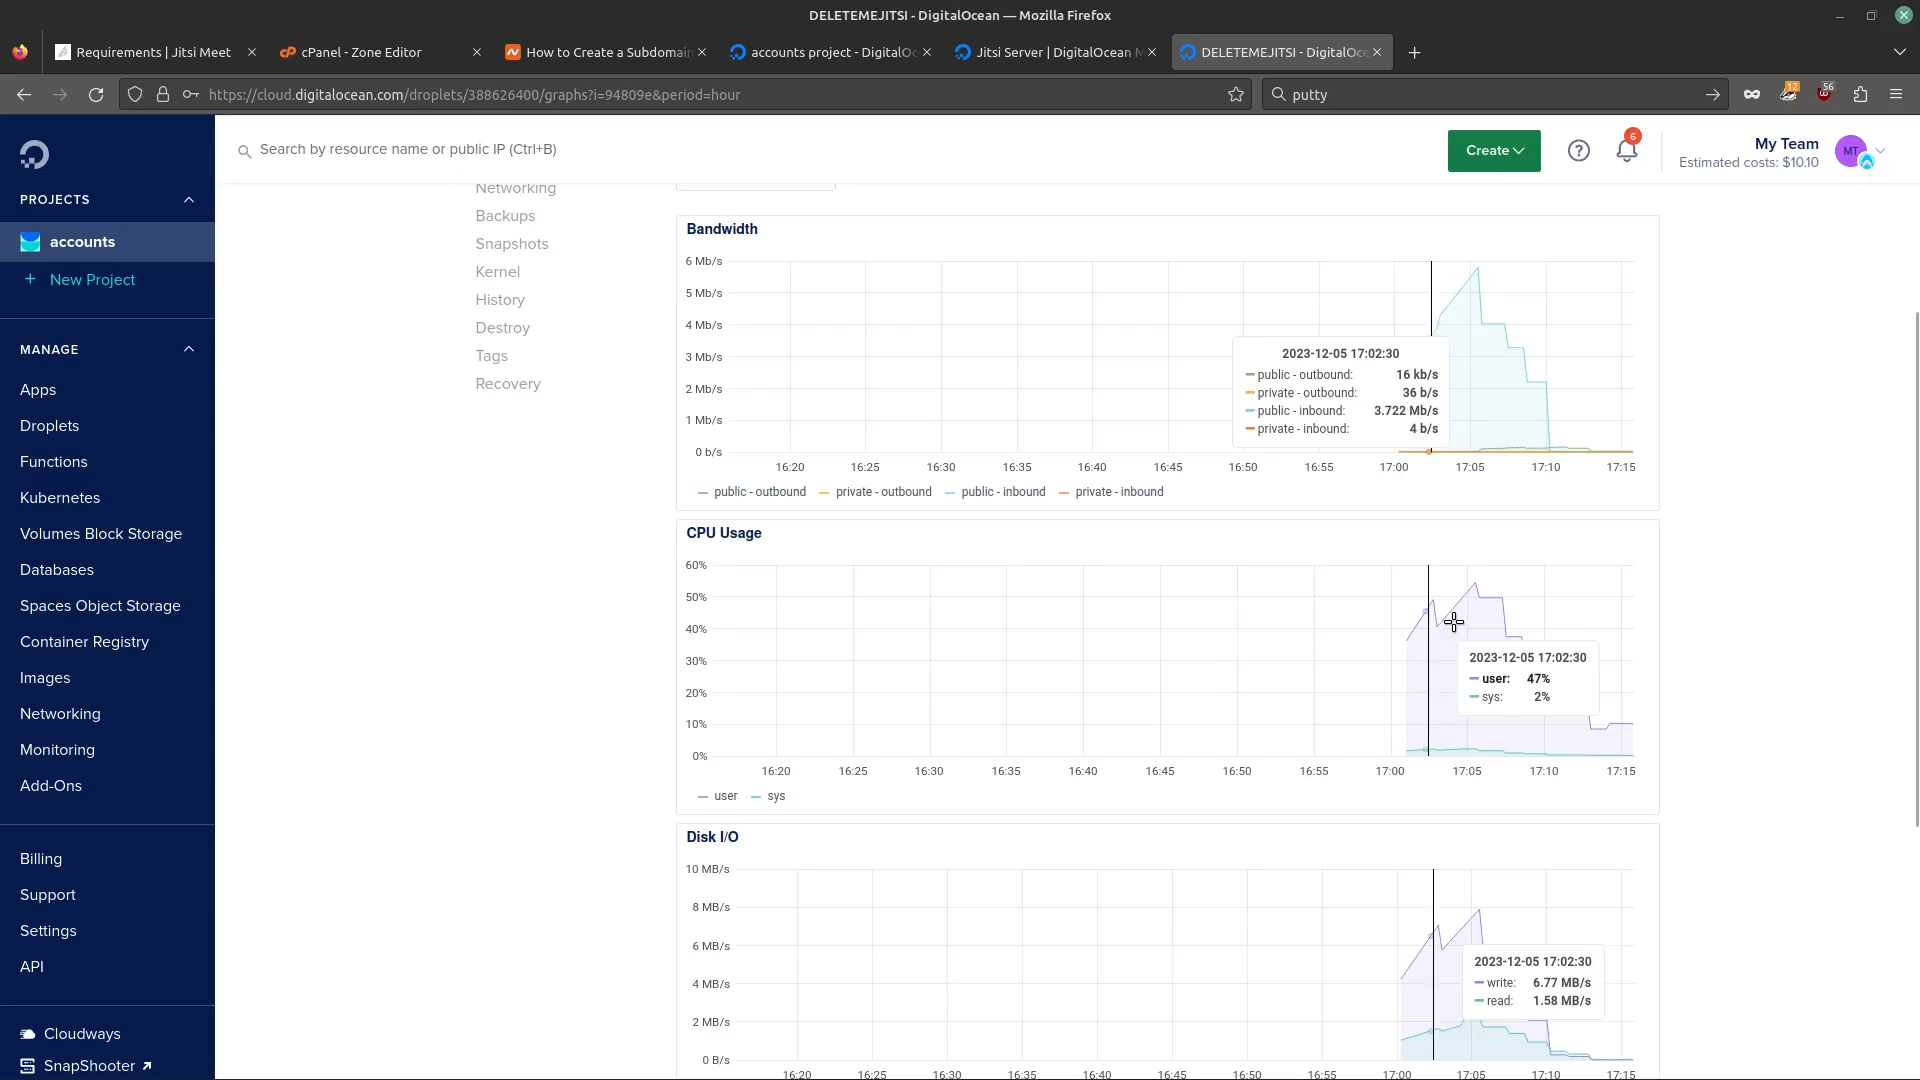 DELETEMEJITSI - DigitalOcean — Mozilla Firefox
Requirements | Jitsi Meet
cPanel - Zone Editor
How to Create a Subdomain
accounts project - DigitalOc
Jitsi Server | DigitalOcean M
DELETEMEJITSI - DigitalOce
https://cloud.digitalocean.com/droplets/388626400/graphs?i=94809e&period=hour
putty
12
56
Search by resource name or public IP (Ctrl+B)
Create
6
My Team
Estimated costs: $10.10
MT
PROJECTS
accounts
+ New Project
MANAGE
Apps
Droplets
Functions
Kubernetes
Volumes Block Storage
Databases
Spaces Object Storage
Container Registry
Images
Networking
Monitoring
Add-Ons
Billing
Support
Settings
API
Cloudways
SnapShooter
Networking
Backups
Snapshots
Kernel
History
Destroy
Tags
Recovery
Bandwidth
6 Mb/s
5 Mb/s
4 Mb/s
3 Mb/s
2 Mb/s
1 Mb/s
0 b/s
2023-12-05 17:02:30
public - outbound: 16 kb/s
private - outbound: 36 b/s
public - inbound: 3.722 Mb/s
private - inbound: 4 b/s
16:20 16:25 16:30 16:35 16:40 16:45 16:50 16:55 17:00 17:05 17:10 17:15
public - outbound private - outbound public - inbound private - inbound
CPU Usage
60%
50%
40%
30%
20%
10%
0%
2023-12-05 17:02:30
user: 47%
sys: 2%
16:20 16:25 16:30 16:35 16:40 16:45 16:50 16:55 17:00 17:05 17:10 17:15
user sys
Disk I/O
10 MB/s
8 MB/s
6 MB/s
4 MB/s
2 MB/s
0 B/s
2023-12-05 17:02:30
write: 6.77 MB/s
read: 1.58 MB/s
16:20 16:25 16:30 16:35 16:40 16:45 16:50 16:55 17:00 17:05 17:10 17:15